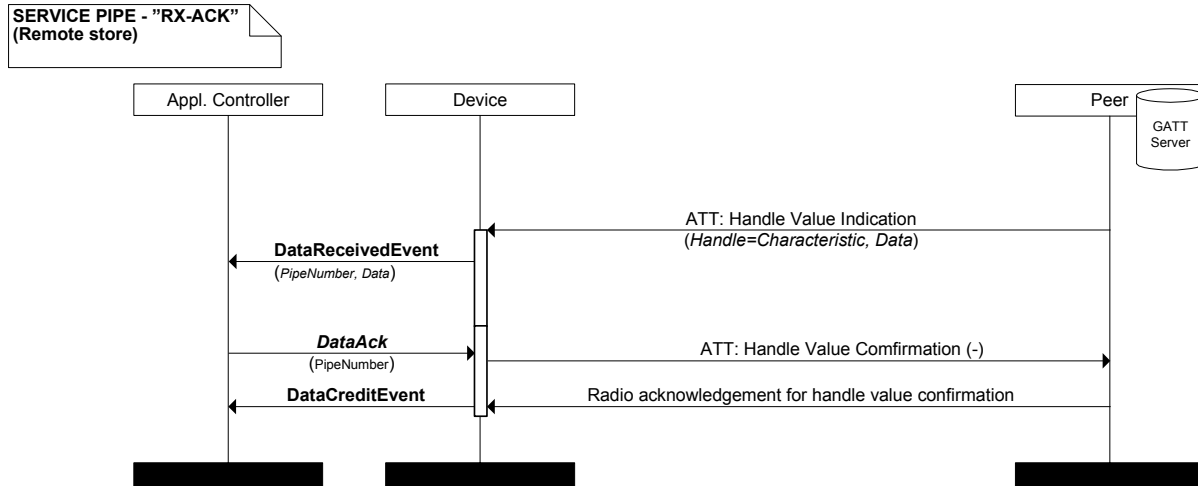 SERVICE PIPE - ”RX-ACK”
(Remote store)
Appl. Controller
Device
Peer
GATT
Server
ATT: Handle Value Indication
(Handle=Characteristic, Data)
DataReceivedEvent
(PipeNumber, Data)
DataAck
(PipeNumber)
ATT: Handle Value Comfirmation (-)
DataCreditEvent
Radio acknowledgement for handle value confirmation